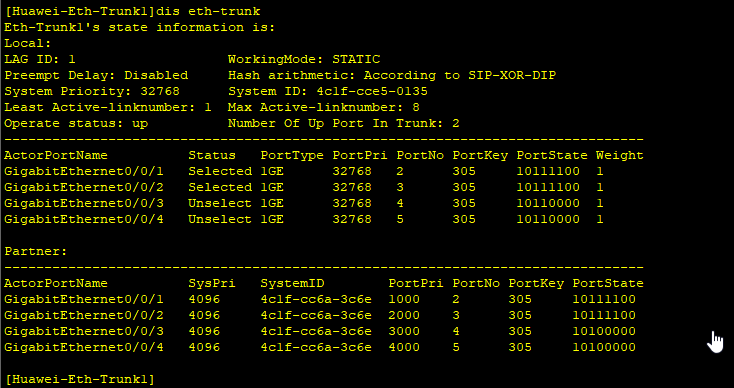 [Huawei-Eth-Trunk1]dis eth-trunk
Eth-Trunk1's state information is:
Local:
LAG ID: 1 WorkingMode: STATIC
Preempt Delay: Disabled Hash arithmetic: According to SIP-XOR-DIP
System Priority: 32768 System ID: 4c1f-cce5-0135
Least Active-linknumber: 1 Max Active-linknumber: 8
Operate status: up Number Of Up Port In Trunk: 2
--------------------------------------------------------------------------------
ActorPortName Status PortType PortPri PortNo PortKey PortState Weight
GigabitEthernet0/0/1 Selected 1GE 32768 2 305 10111100 1
GigabitEthernet0/0/2 Selected 1GE 32768 3 305 10111100 1
GigabitEthernet0/0/3 Unselect 1GE 32768 4 305 10110000 1
GigabitEthernet0/0/4 Unselect 1GE 32768 5 305 10110000 1
Partner:
--------------------------------------------------------------------------------
ActorPortName SysPri SystemID PortPri PortNo PortKey PortState
GigabitEthernet0/0/1 4096 4c1f-cc6a-3c6e 1000 2 305 10111100
GigabitEthernet0/0/2 4096 4c1f-cc6a-3c6e 2000 3 305 10111100
GigabitEthernet0/0/3 4096 4c1f-cc6a-3c6e 3000 4 305 10100000
GigabitEthernet0/0/4 4096 4c1f-cc6a-3c6e 4000 5 305 10100000
[Huawei-Eth-Trunk1]